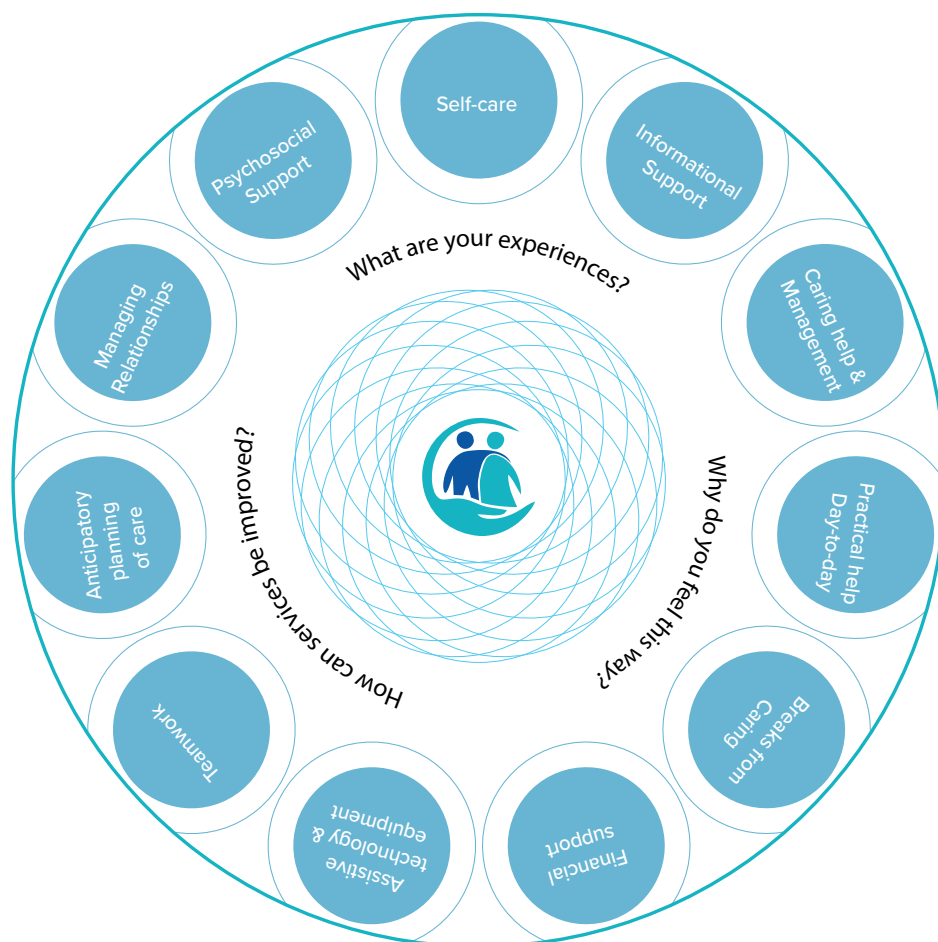 Self-care
Informational
Support
Caring help &
Management
Practical help
Day-to-day
Breaks from
Caring
Financial
support
Assistive
technology &
equipment
Teamwork
Anticipatory
planning
of care
Managing
Relationships
Psychosocial
Support
What are your experiences?
Why do you feel this way?
How can services be improved?